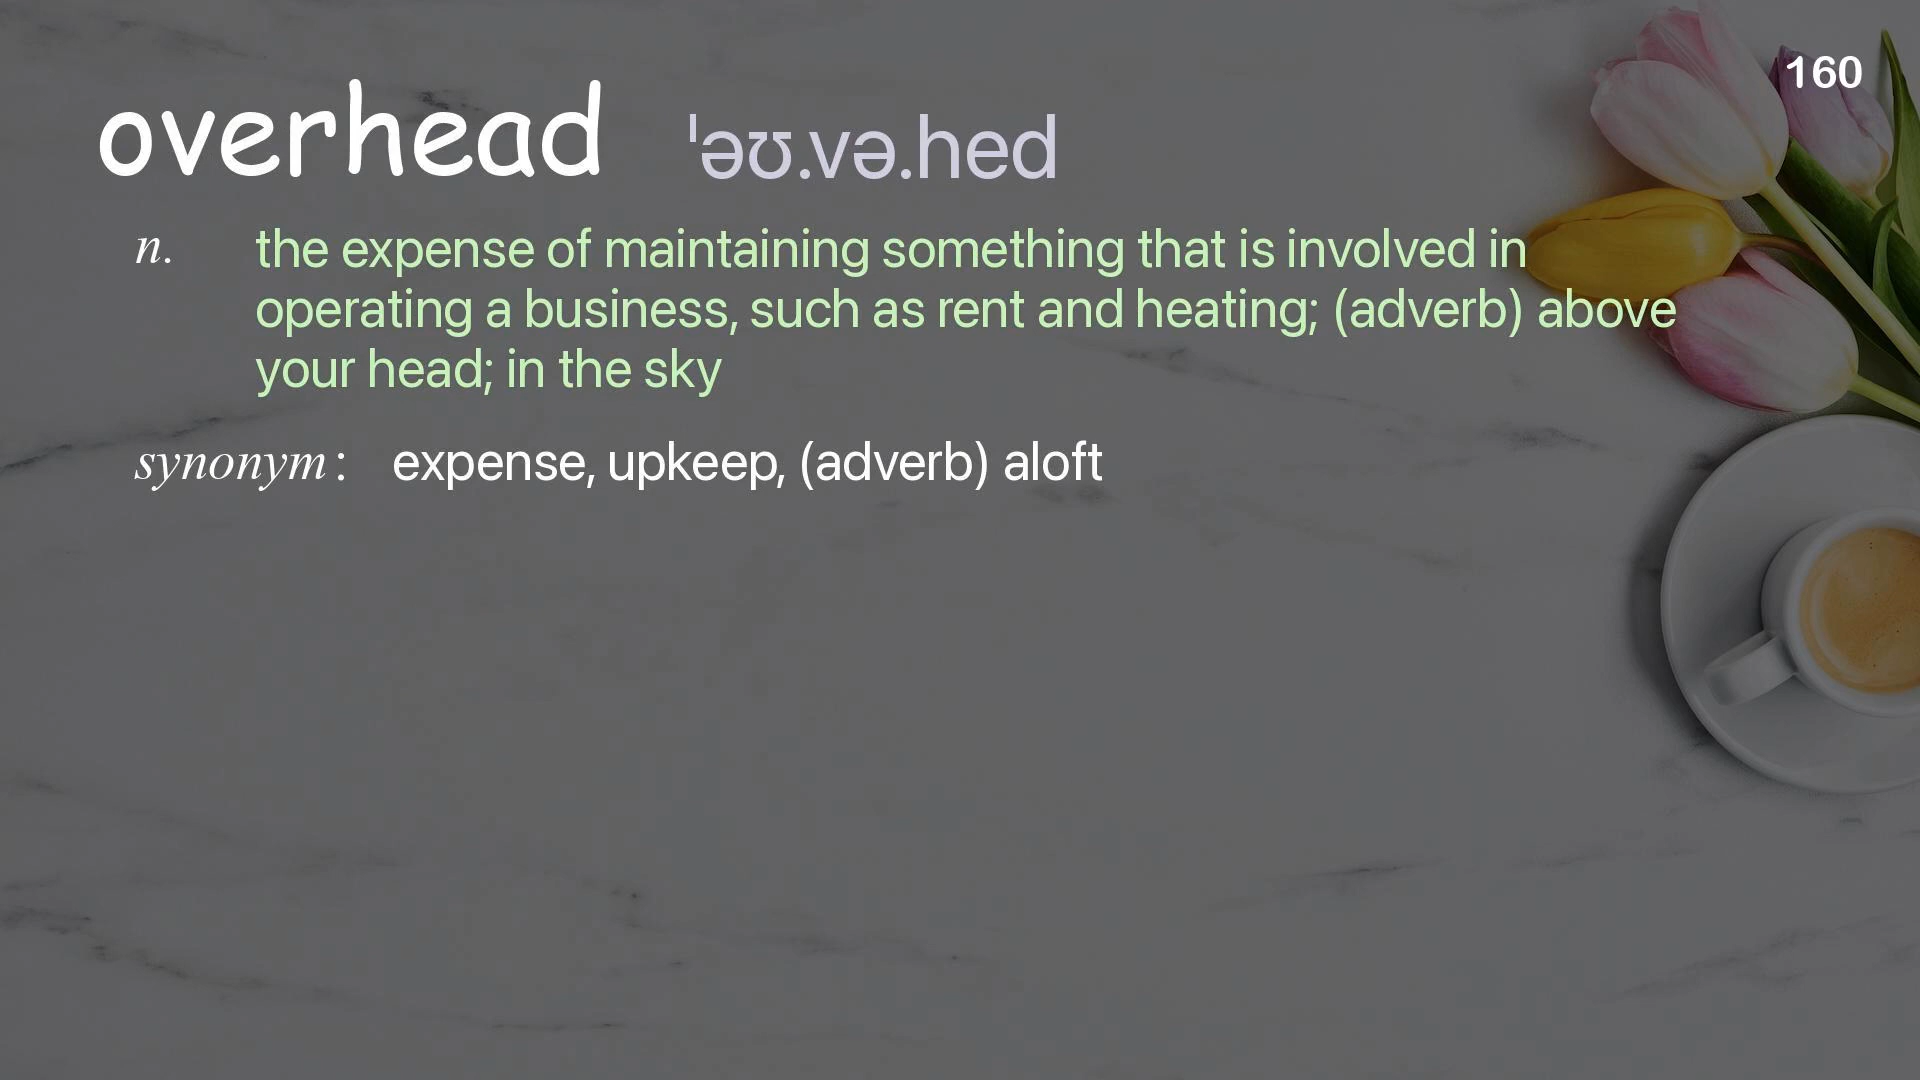 160
overhead ˈəʊ.və.hed
n. the expense of maintaining something that is involved in
operating a business, such as rent and heating; (adverb) above
your head; in the sky
synonym: expense, upkeep, (adverb) aloft